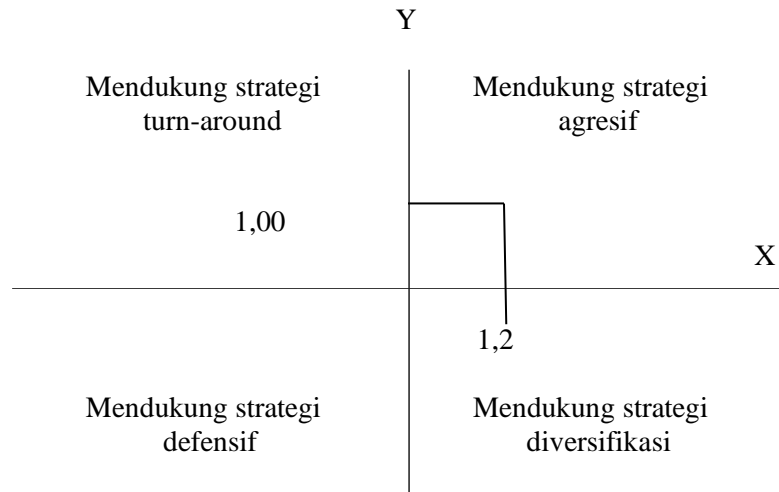 Y
Mendukung strategi
turn-around
Mendukung strategi
agresif
1,00
X
1,2
Mendukung strategi
defensif
Mendukung strategi
diversifikasi